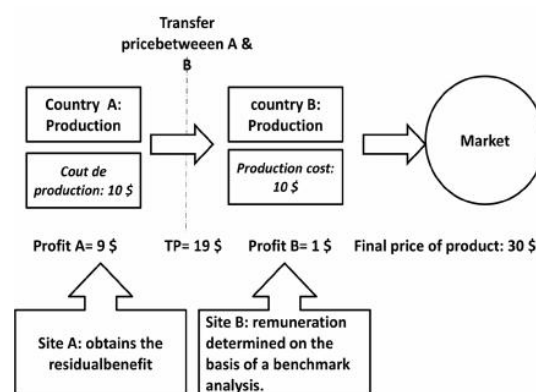 Transfer
pricebetweeen A &
B
Country A:
Production
country B:
Production
Market
Cout de
production: 10 $
Production cost:
10 $
Profit A= 9 $
TP= 19 $
Profit B= 1 $
Final price of product: 30 $
Site A: obtains the
residualbenefit
Site B: remuneration
determined on the
basis of a benchmark
analysis.